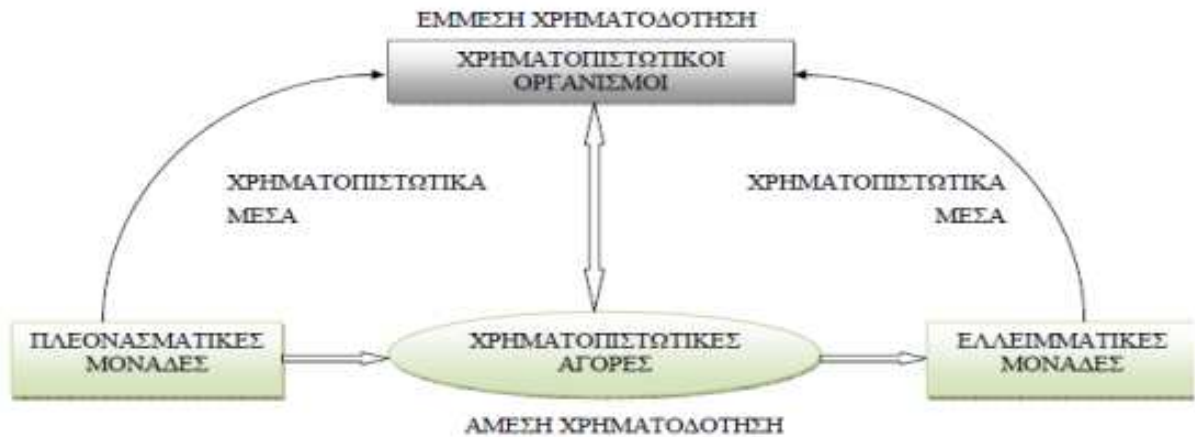 ΕΜΜΕΣΗ ΧΡΗΜΑΤΟΔΟΤΗΣΗ
ΧΡΗΜΑΤΟΠΙΣΤΩΤΙΚΟΙ
ΟΡΓΑΝΙΣΜΟΙ
ΧΡΗΜΑΤΟΠΙΣΤΩΤΙΚΑ
ΜΕΣΑ
ΧΡΗΜΑΤΟΠΙΣΤΩΤΙΚΑ
ΜΕΣΑ
ΠΛΕΟΝΑΣΜΑΤΙΚΕΣ
ΜΟΝΑΔΕΣ
ΧΡΗΜΑΤΟΠΙΣΤΩΤΙΚΕΣ
ΑΓΟΡΕΣ
ΕΛΛΕΙΜΜΑΤΙΚΕΣ
ΜΟΝΑΔΕΣ
ΑΜΕΣΗ ΧΡΗΜΑΤΟΔΟΤΗΣΗ